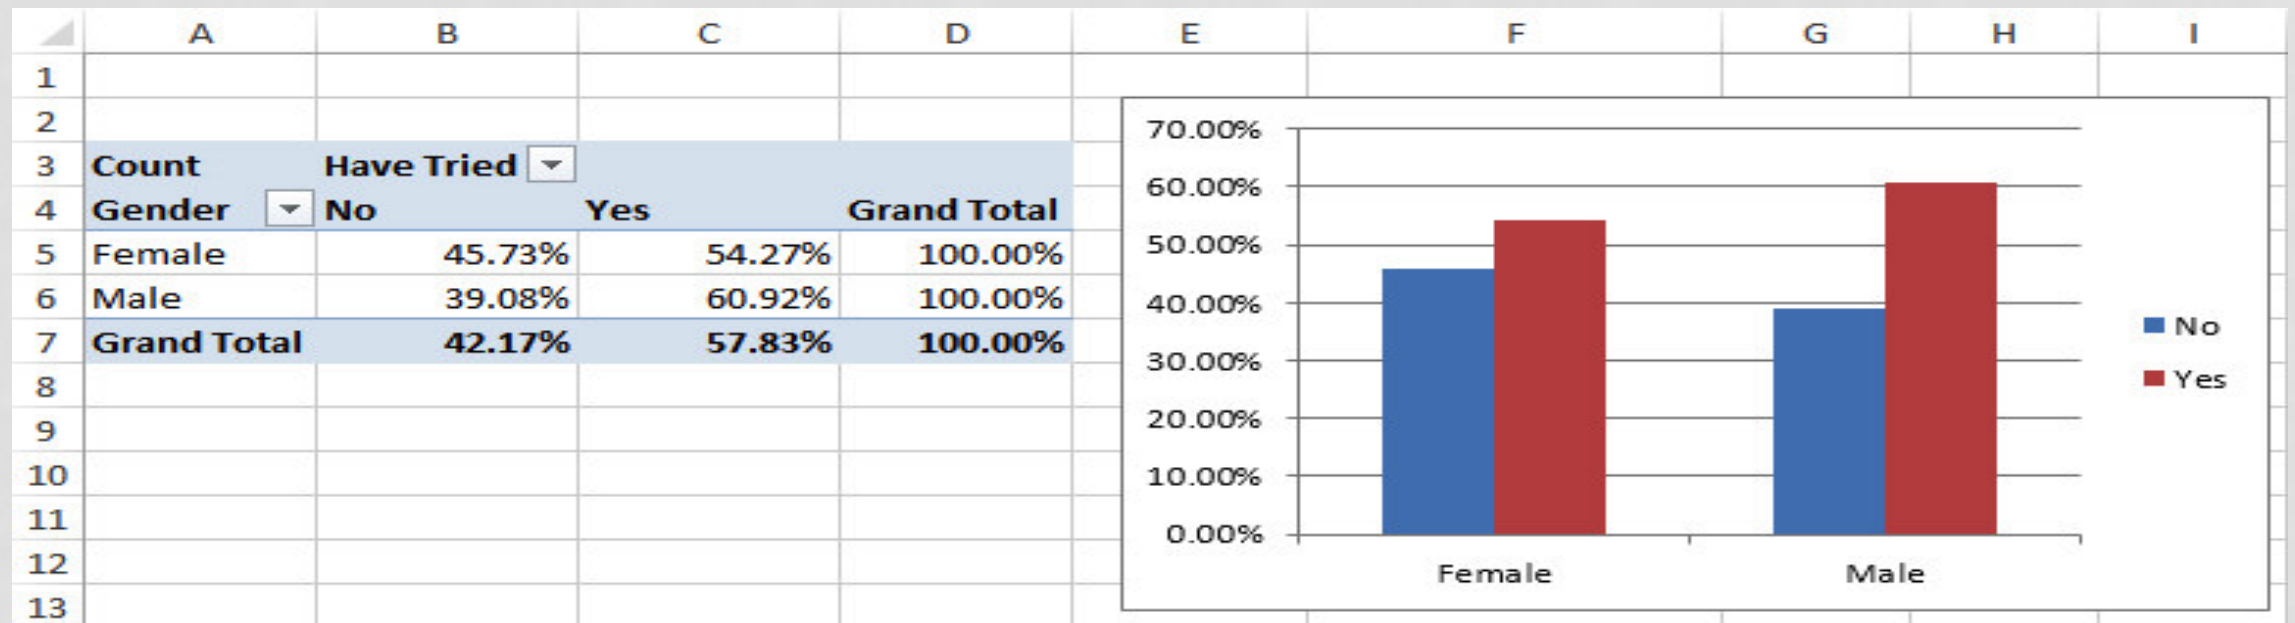 A B C D E F G H I
1
2
3 Count Have Tried
4 Gender No Yes Grand Total
5 Female 45.73% 54.27% 100.00%
6 Male 39.08% 60.92% 100.00%
7 Grand Total 42.17% 57.83% 100.00%
8
9
10
11
12
13
70.00%
60.00%
50.00%
40.00%
30.00%
20.00%
10.00%
0.00%
Female Male
No
Yes